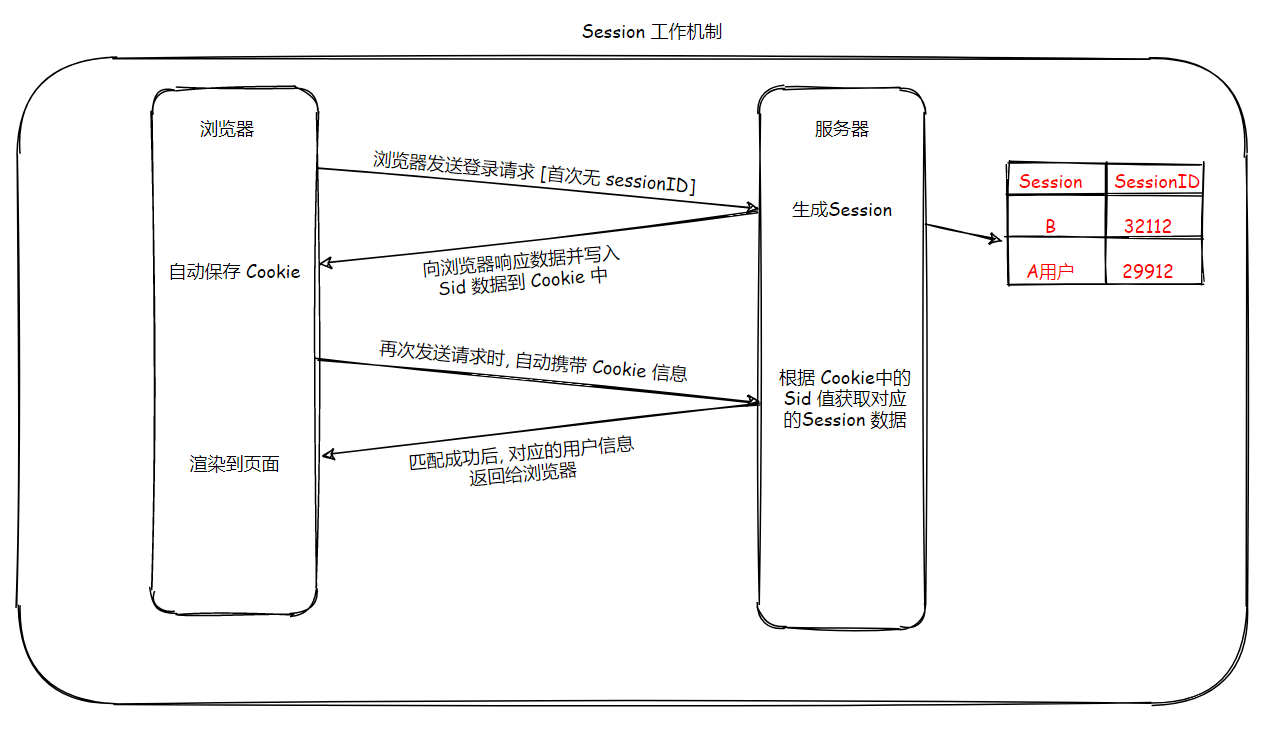 Session 工作机制
浏览器
服务器
浏览器发送登录请求 [首次无 sessionID]
生成Session
Session
SessionID
B
32112
A用户
29912
自动保存 Cookie
向浏览器响应数据并写入
Sid 数据到 Cookie 中
再次发送请求时, 自动携带 Cookie 信息
根据 Cookie中的
Sid 值获取对应
的Session 数据
渲染到页面
匹配成功后, 对应的用户信息
返回给浏览器